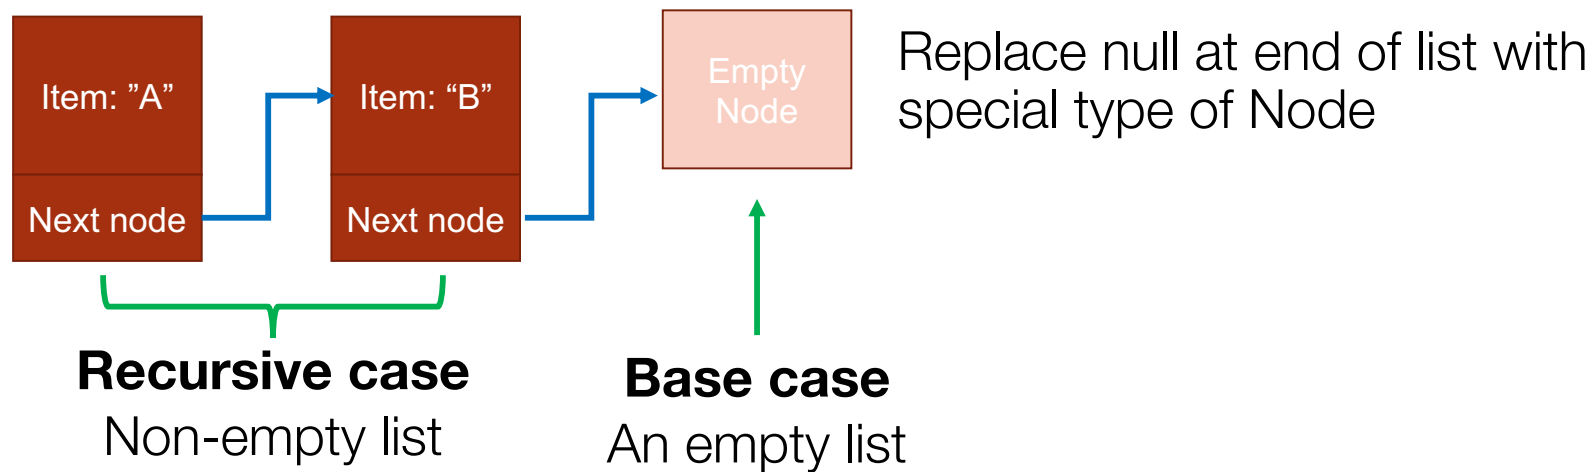 Item: ”A”
Next node
Item: “B”
Next node
Empty
Node
Replace null at end of list with
special type of Node
Recursive case
Non-empty list
Base case
An empty list